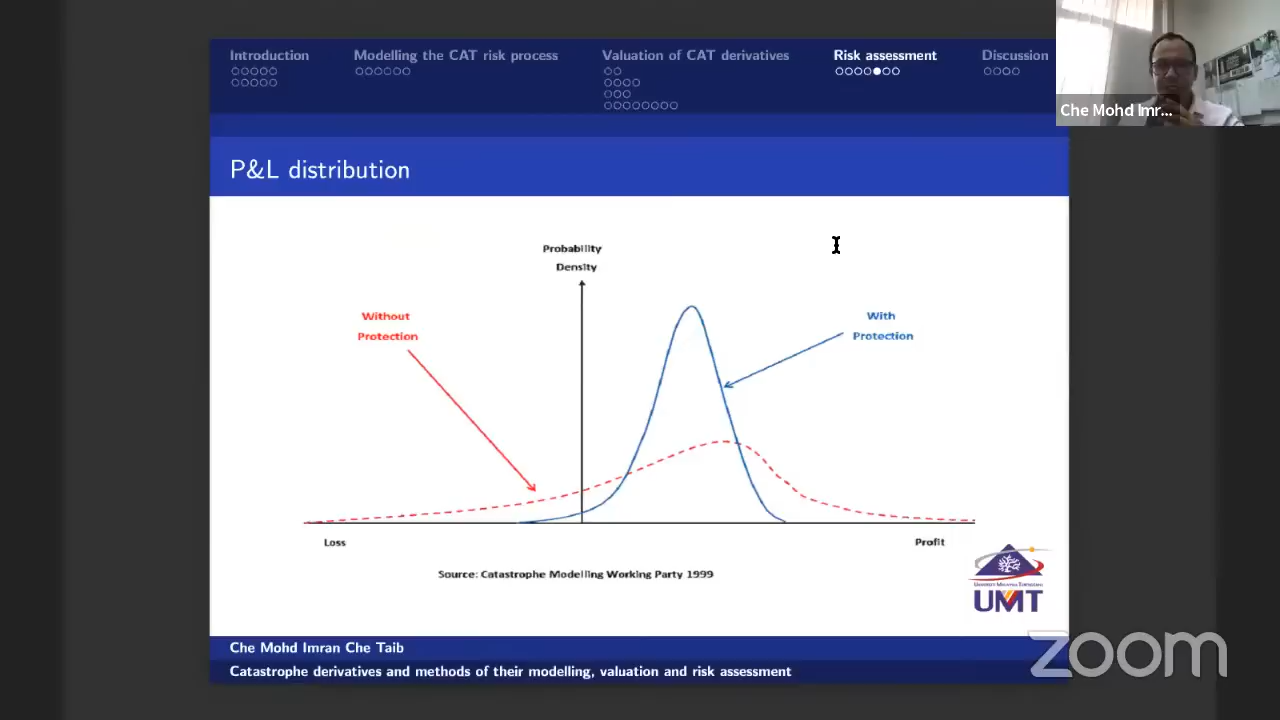 Introduction
Modelling the CAT risk process
Valuation of CAT derivatives
Risk assessment
Discussion
Che Mohd Imr...
P&L distribution
Probability
Density
Without
Protection
With
Protection
Loss
Profit
Source: Catastrophe Modelling Working Party 1999
UMT
Che Mohd Imran Che Taib
Catastrophe derivatives and methods of their modelling, valuation and risk assessment
zoom